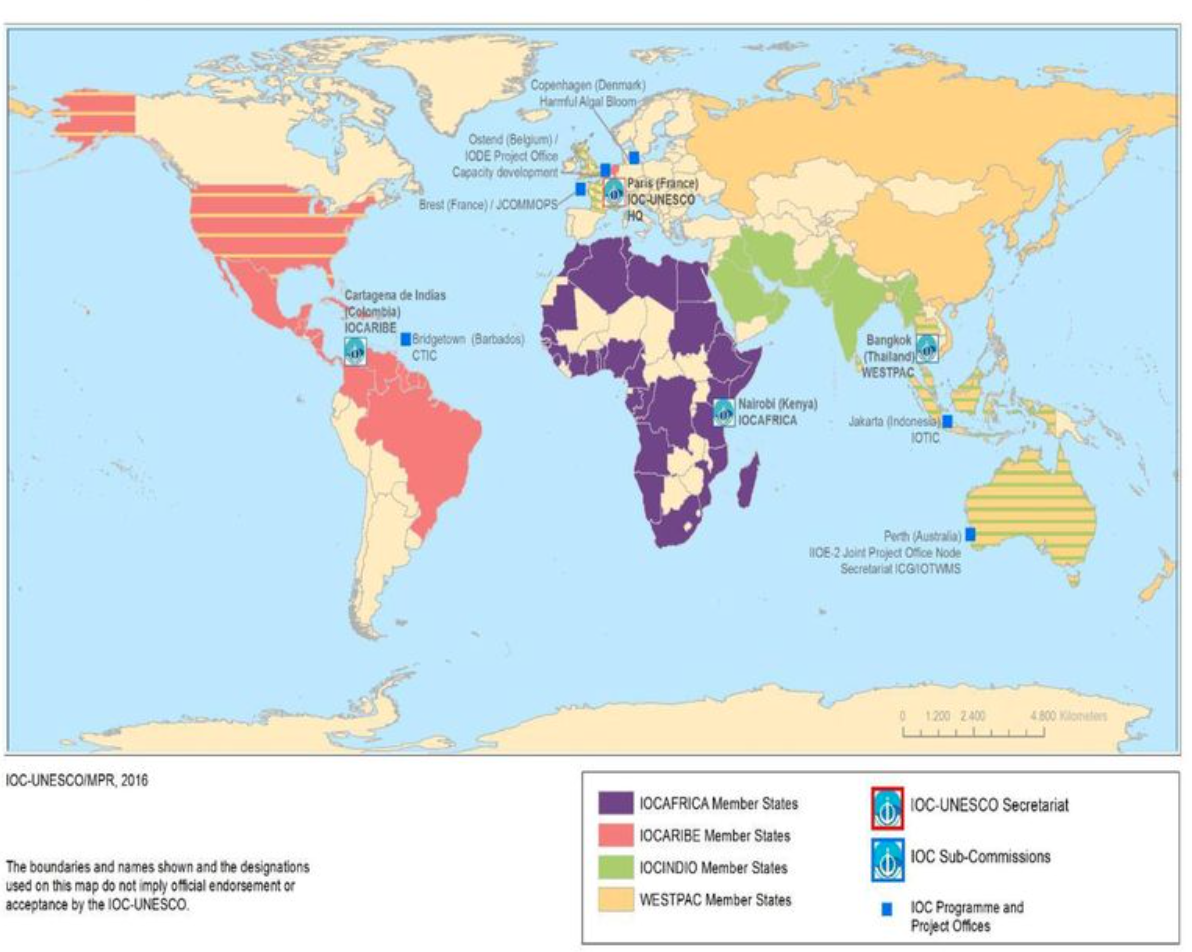 Copenhagen (Denmark)
Harmful Algal Bloom
Ostend (Belgium) /
IODE Project Office
Capacity development
Paris (France)
IOC-UNESCO
HQ
Brest (France) / JCOMMOPS
Cartagena de Indias
(Colombia)
IOCARIBE
Bridgetown (Barbados)
CTIC
Bangkok
(Thailand)
WESTPAC
Nairobi (Kenya)
IOCAFRICA
Jakarta (Indonesia)
IOTIC
Perth (Australia)
IIOE-2 Joint Project Office Node
Secretariat ICG/IOTWMS
0 1.200 2.400 4.800 Kilometers
IOC-UNESCO/MPR, 2016
The boundaries and names shown and the designations
used on this map do not imply official endorsement or
acceptance by the IOC-UNESCO.
IOCAFRICA Member States
IOCARIBE Member States
IOCINDIO Member States
WESTPAC Member States
IOC-UNESCO Secretariat
IOC Sub-Commissions
IOC Programme and
Project Offices